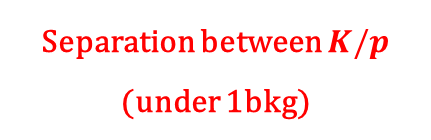 Separation between K/p
(under 1bkg)